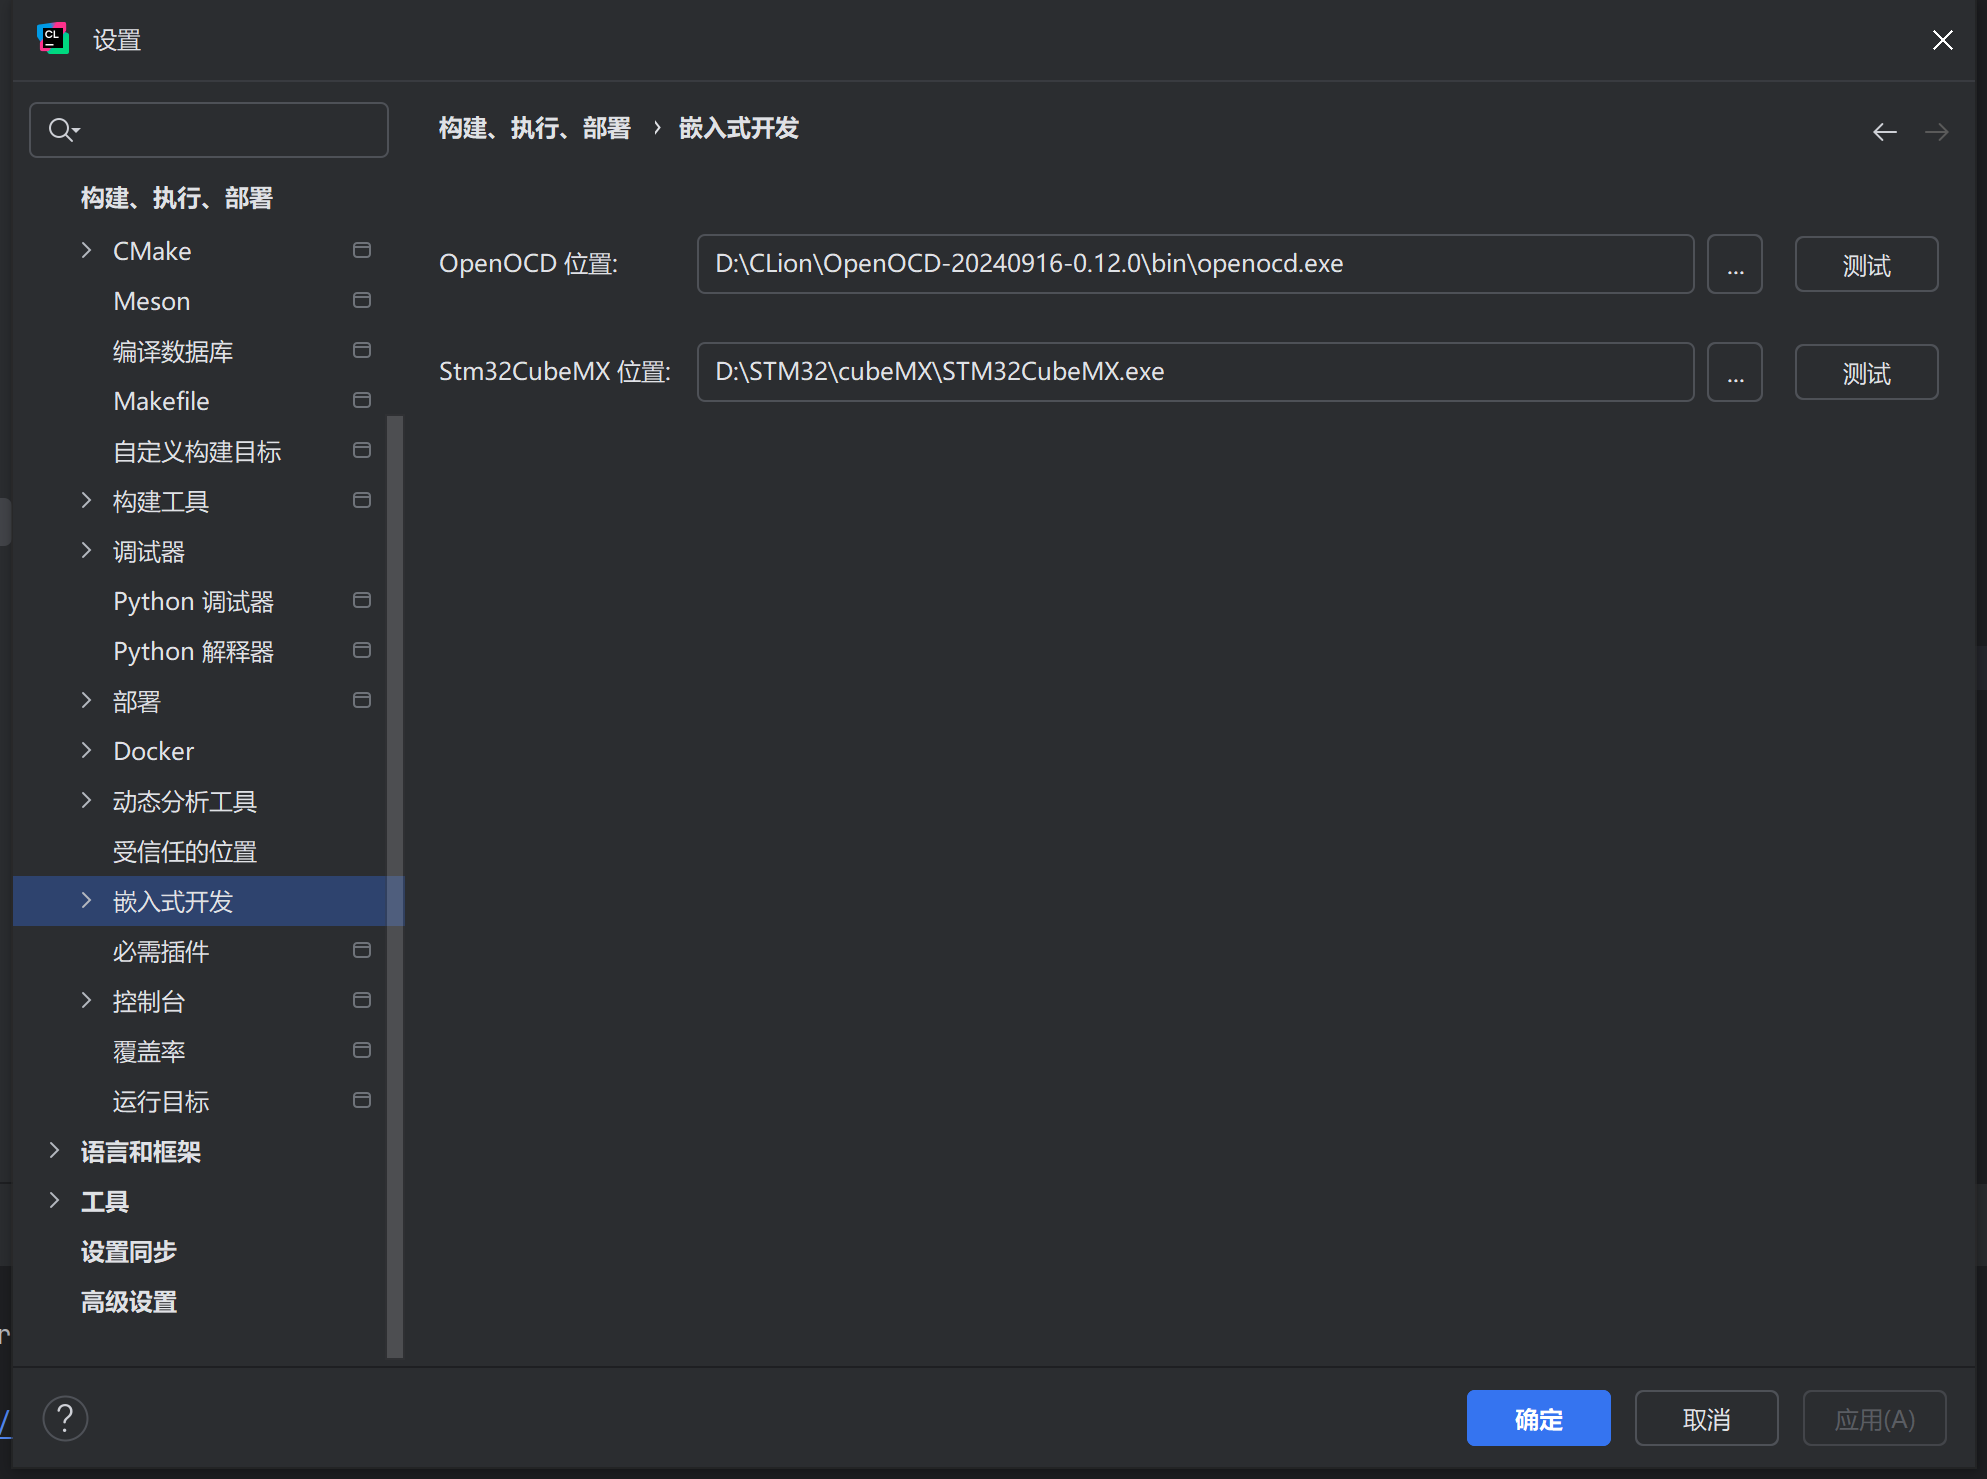 CL
设置
构建、执行、部署 › 嵌入式开发
构建、执行、部署
CMake
Meson
编译数据库
Makefile
自定义构建目标
构建工具
调试器
Python 调试器
Python 解释器
部署
Docker
动态分析工具
受信任的位置
嵌入式开发
必需插件
控制台
覆盖率
运行目标
语言和框架
工具
设置同步
高级设置
OpenOCD 位置: D:\CLion\OpenOCD-20240916-0.12.0\bin\openocd.exe ... 测试
Stm32CubeMX 位置: D:\STM32\cubeMX\STM32CubeMX.exe ... 测试
r
/
? 确定 取消 应用(A)